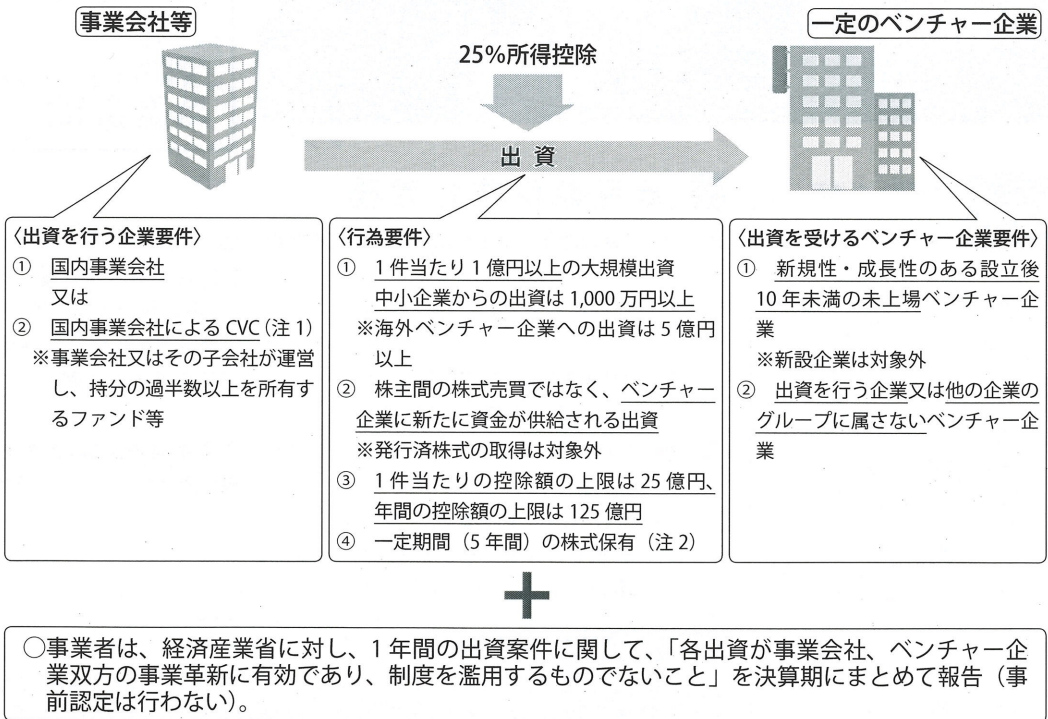 事業会社等
一定のベンチャー企業
25%所得控除
出 資
〈出資を行う企業要件〉
① 国内事業会社
又は
② 国内事業会社による CVC（注 1）
※事業会社又はその子会社が運営
し、持分の過半数以上を所有す
るファンド等
〈行為要件〉
① 1 件当たり 1 億円以上の大規模出資
中小企業からの出資は 1,000 万円以上
※海外ベンチャー企業への出資は 5 億円
以上
② 株主間の株式売買ではなく、ベンチャー
企業に新たに資金が供給される出資
※発行済株式の取得は対象外
③ 1 件当たりの控除額の上限は 25 億円、
年間の控除額の上限は 125 億円
④ 一定期間（5 年間）の株式保有（注 2）
〈出資を受けるベンチャー企業要件〉
① 新規性・成長性のある設立後
10 年未満の未上場ベンチャー企
業
※新設企業は対象外
② 出資を行う企業又は他の企業の
グループに属さないベンチャー企
業
+
○事業者は、経済産業省に対し、1 年間の出資案件に関して、「各出資が事業会社、ベンチャー企
業双方の事業革新に有効であり、制度を濫用するものでないこと」を決算期にまとめて報告（事
前認定は行わない）。